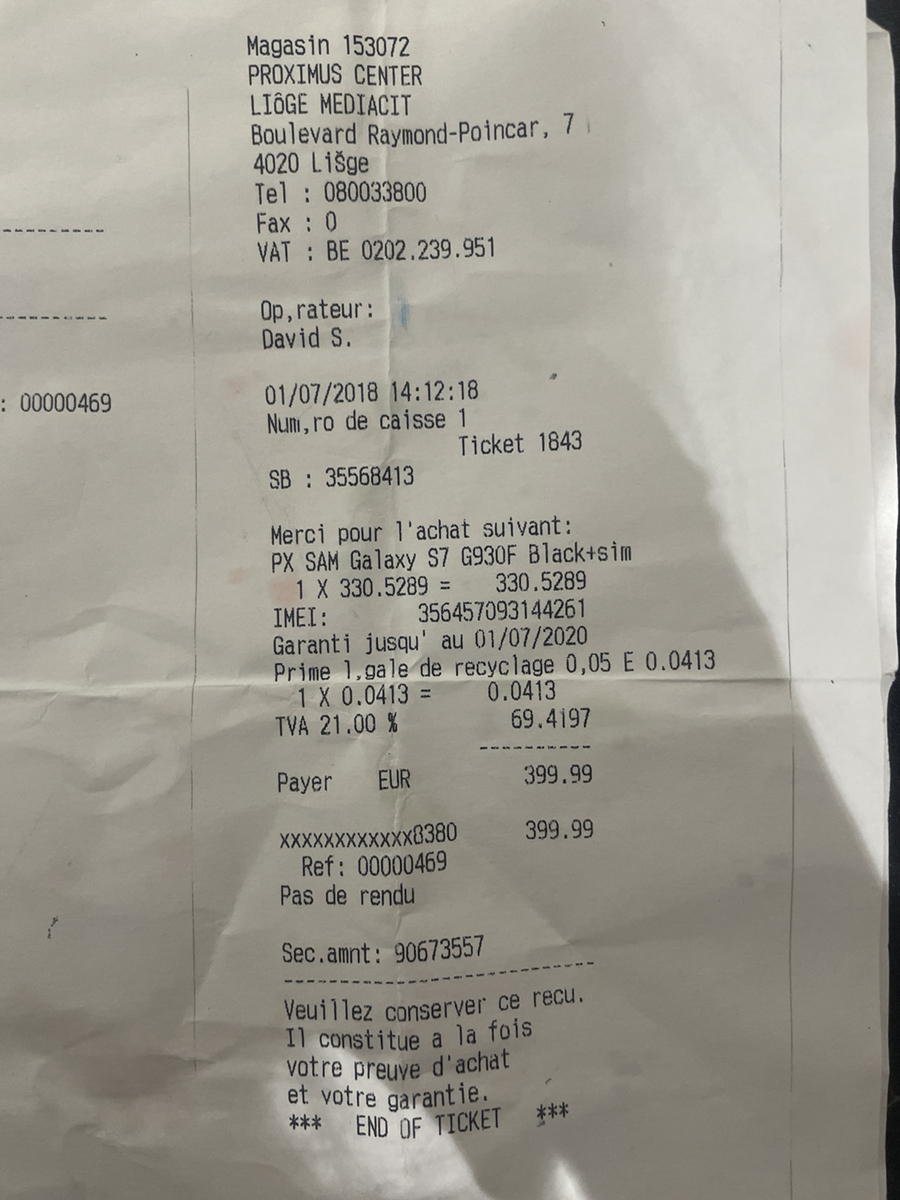 Magasin 153072
PROXIMUS CENTER
LIôGE MEDIACIT
Boulevard Raymond-Poincar, 7
4020 Lišge
Tel : 080033800
Fax : 0
VAT : BE 0202.239.951
Op,rateur:
David S.
: 00000469
01/07/2018 14:12:18
Num,ro de caisse 1
Ticket 1843
SB : 35568413
Merci pour l'achat suivant:
PX SAM Galaxy S7 G930F Black+sim
1 X 330.5289 = 330.5289
IMEI: 356457093144261
Garanti jusqu' au 01/07/2020
Prime l,gale de recyclage 0,05 E 0.0413
1 X 0.0413 = 0.0413
TVA 21.00 % 69.4197
-----------
Payer EUR 399.99
xxxxxxxxxxxx8380 399.99
Ref: 00000469
Pas de rendu
Sec.amnt: 90673557
-------------------------------
Veuillez conserver ce recu.
Il constitue a la fois
votre preuve d'achat
et votre garantie.
*** END OF TICKET ***